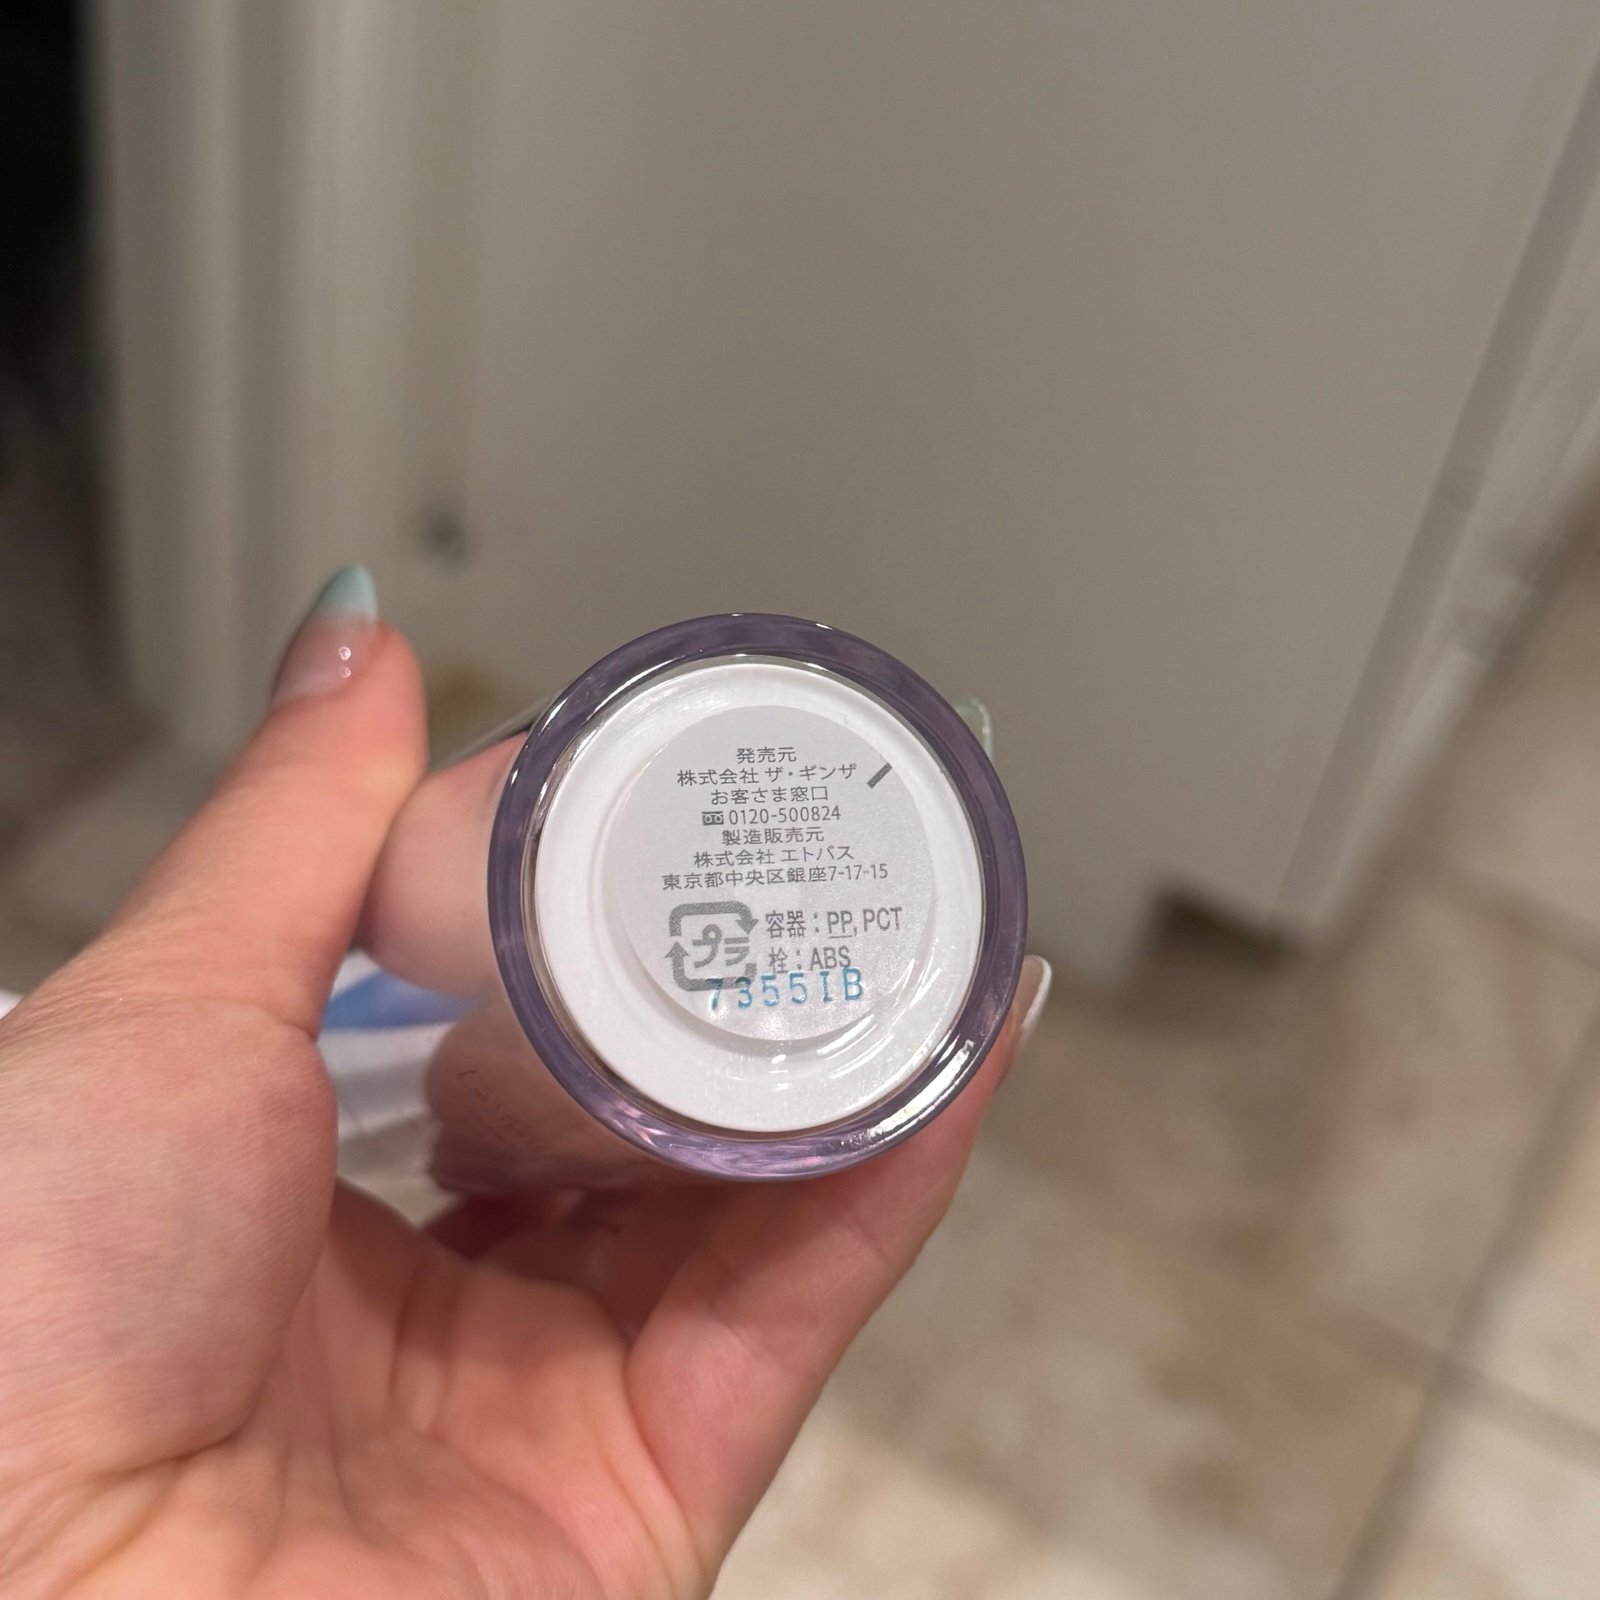 発売元
株式会社 ザ・ギンザ
お客さま窓口
0120-500824
製造販売元
株式会社 エトバス
東京都中央区銀座7-17-15
プラ
容器：PP, PCT
栓：ABS
7355IB